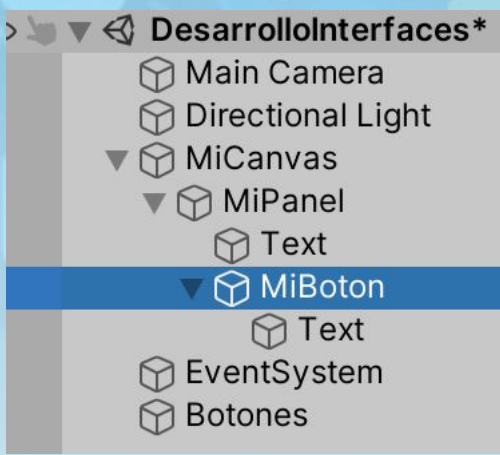 DesarrolloInterfaces*
Main Camera
Directional Light
MiCanvas
MiPanel
Text
MiBoton
Text
EventSystem
Botones